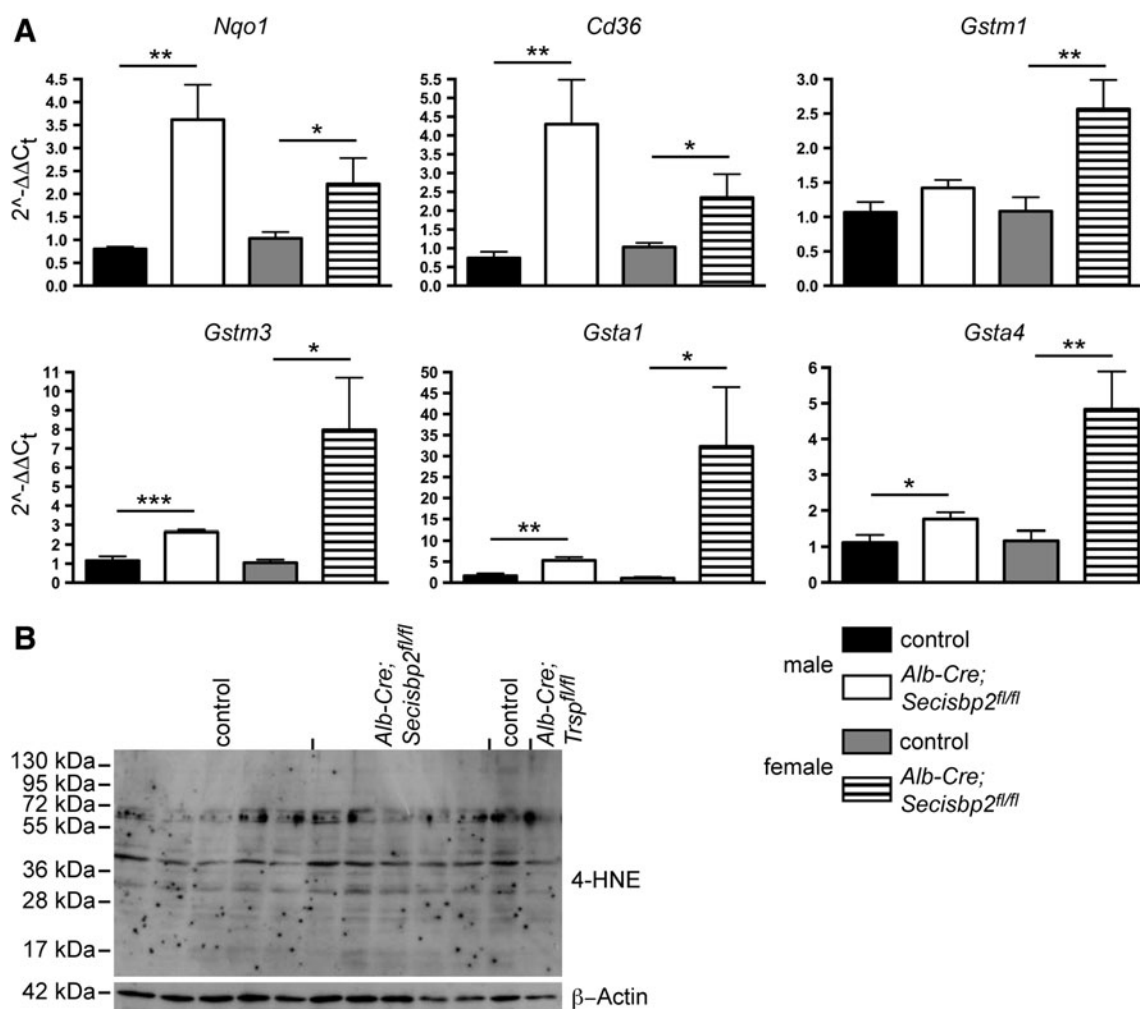 A
Nqo1
Cd36
Gstm1
2^-ΔΔCt
**
*
4.5
4.0
3.5
3.0
2.5
2.0
1.5
1.0
0.5
0.0
**
*
5.5
5.0
4.5
4.0
3.5
3.0
2.5
2.0
1.5
1.0
0.5
0.0
**
3.0
2.5
2.0
1.5
1.0
0.5
0.0
Gstm3
Gsta1
Gsta4
2^-ΔΔCt
***
*
11
10
9
8
7
6
5
4
3
2
1
0
**
*
50
45
40
35
30
25
20
15
10
5
0
*
**
6
5
4
3
2
1
0
B
control
Alb-Cre;
Secisbp2fl/fl
control
Alb-Cre;
Trspfl/fl
130 kDa
95 kDa
72 kDa
55 kDa
36 kDa
28 kDa
17 kDa
42 kDa
4-HNE
β–Actin
male
control
Alb-Cre;
Secisbp2fl/fl
female
control
Alb-Cre;
Secisbp2fl/fl